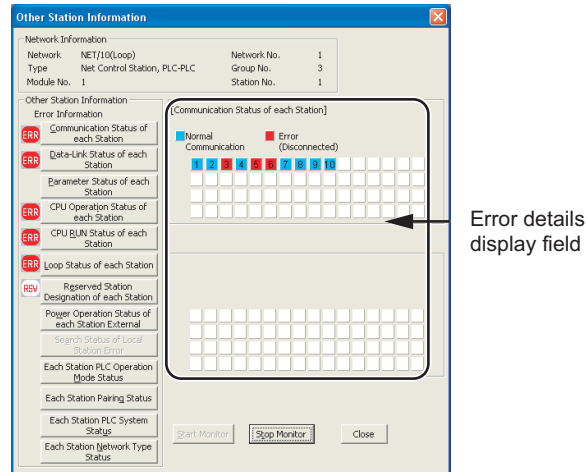 Other Station Information
Network Information
Network NET/10(Loop) Network No. 1
Type Net Control Station, PLC-PLC Group No. 3
Module No. 1 Station No. 1
Other Station Information
Error Information
ERR Communication Status of
each Station
ERR Data-Link Status of each
Station
Parameter Status of each
Station
ERR CPU Operation Status of
each Station
ERR CPU RUN Status of each
Station
ERR Loop Status of each Station
RSV Reserved Station
Designation of each Station
Power Operation Status of
each Station External
Search Status of Local
Station Error
Each Station PLC Operation
Mode Status
Each Station Pairing Status
Each Station PLC System
Status
Each Station Network Type
Status
[Communication Status of each Station]
Normal
Communication
Error
(Disconnected)
1 2 3 4 5 6 7 8 9 10
Start Monitor Stop Monitor Close
Error details
display field